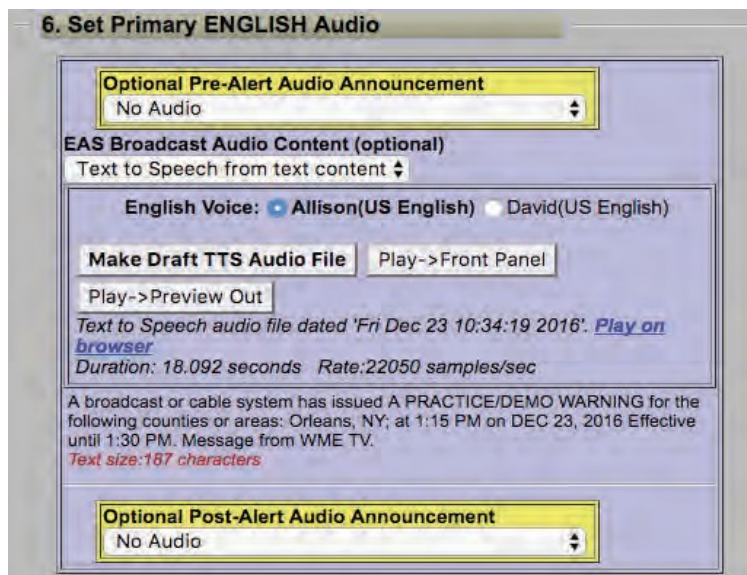 6. Set Primary ENGLISH Audio
Optional Pre-Alert Audio Announcement
No Audio
EAS Broadcast Audio Content (optional)
Text to Speech from text content
English Voice: Allison(US English) David(US English)
Make Draft TTS Audio File Play->Front Panel
Play->Preview Out
Text to Speech audio file dated 'Fri Dec 23 10:34:19 2016'. Play on
browser
Duration: 18.092 seconds Rate:22050 samples/sec
A broadcast or cable system has issued A PRACTICE/DEMO WARNING for the
following counties or areas: Orleans, NY; at 1:15 PM on DEC 23, 2016 Effective
until 1:30 PM. Message from WME TV.
Text size:187 characters
Optional Post-Alert Audio Announcement
No Audio